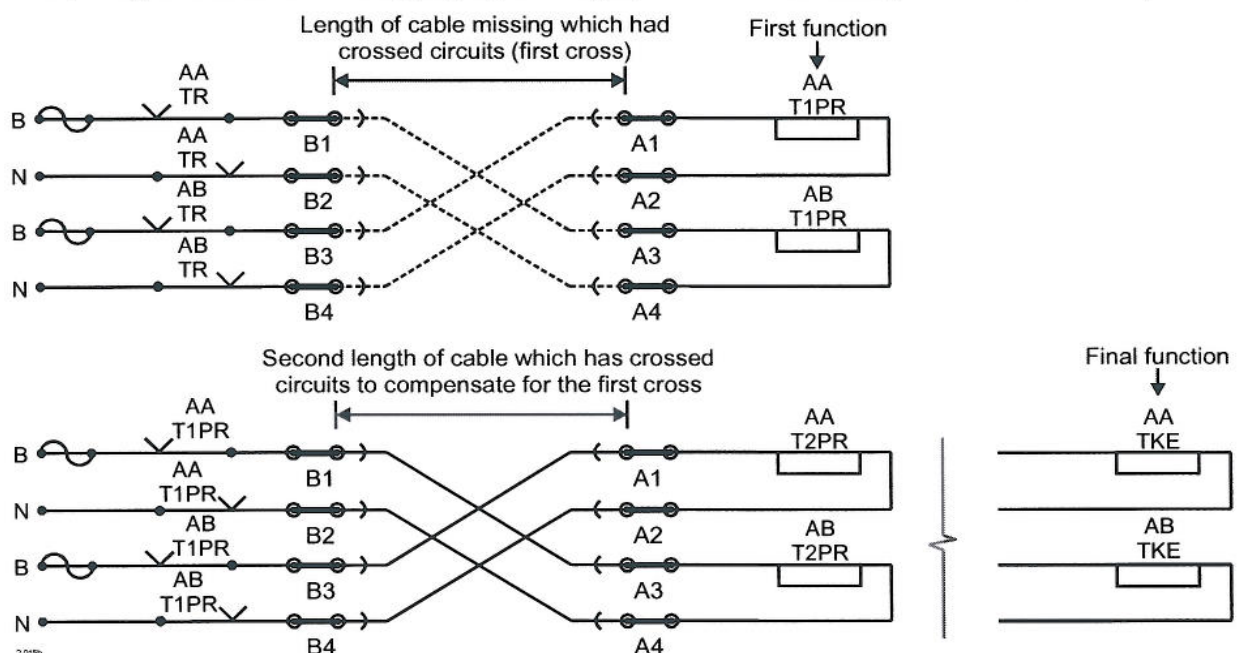 Length of cable missing which had
crossed circuits (first cross)
First function
AA
TR
AA
T1PR
B
B1
A1
AA
TR
N
B2
A2
AB
TR
AB
T1PR
B
B3
A3
AB
TR
N
B4
A4
Second length of cable which has crossed
circuits to compensate for the first cross
Final function
AA
T1PR
AA
T2PR
AA
TKE
B
B1
A1
AA
T1PR
N
B2
A2
AB
T1PR
AB
T2PR
AB
TKE
B
B3
A3
AB
T1PR
N
B4
A4